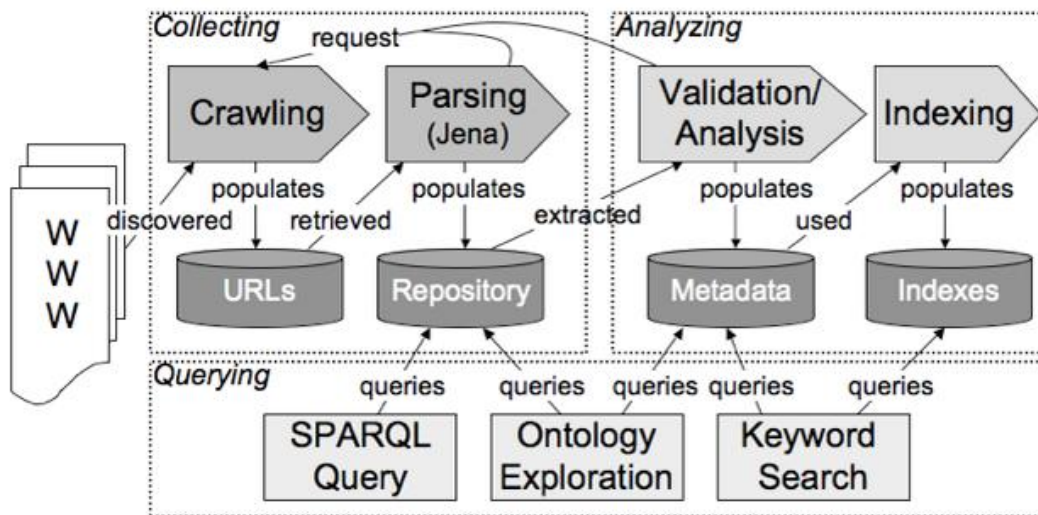 Collecting
Analyzing
request
Crawling
Parsing
(Jena)
Validation/
Analysis
Indexing
populates
populates
populates
populates
discovered
retrieved
extracted
used
W
W
W
URLs
Repository
Metadata
Indexes
Querying
queries
queries
queries
queries
queries
SPARQL
Query
Ontology
Exploration
Keyword
Search